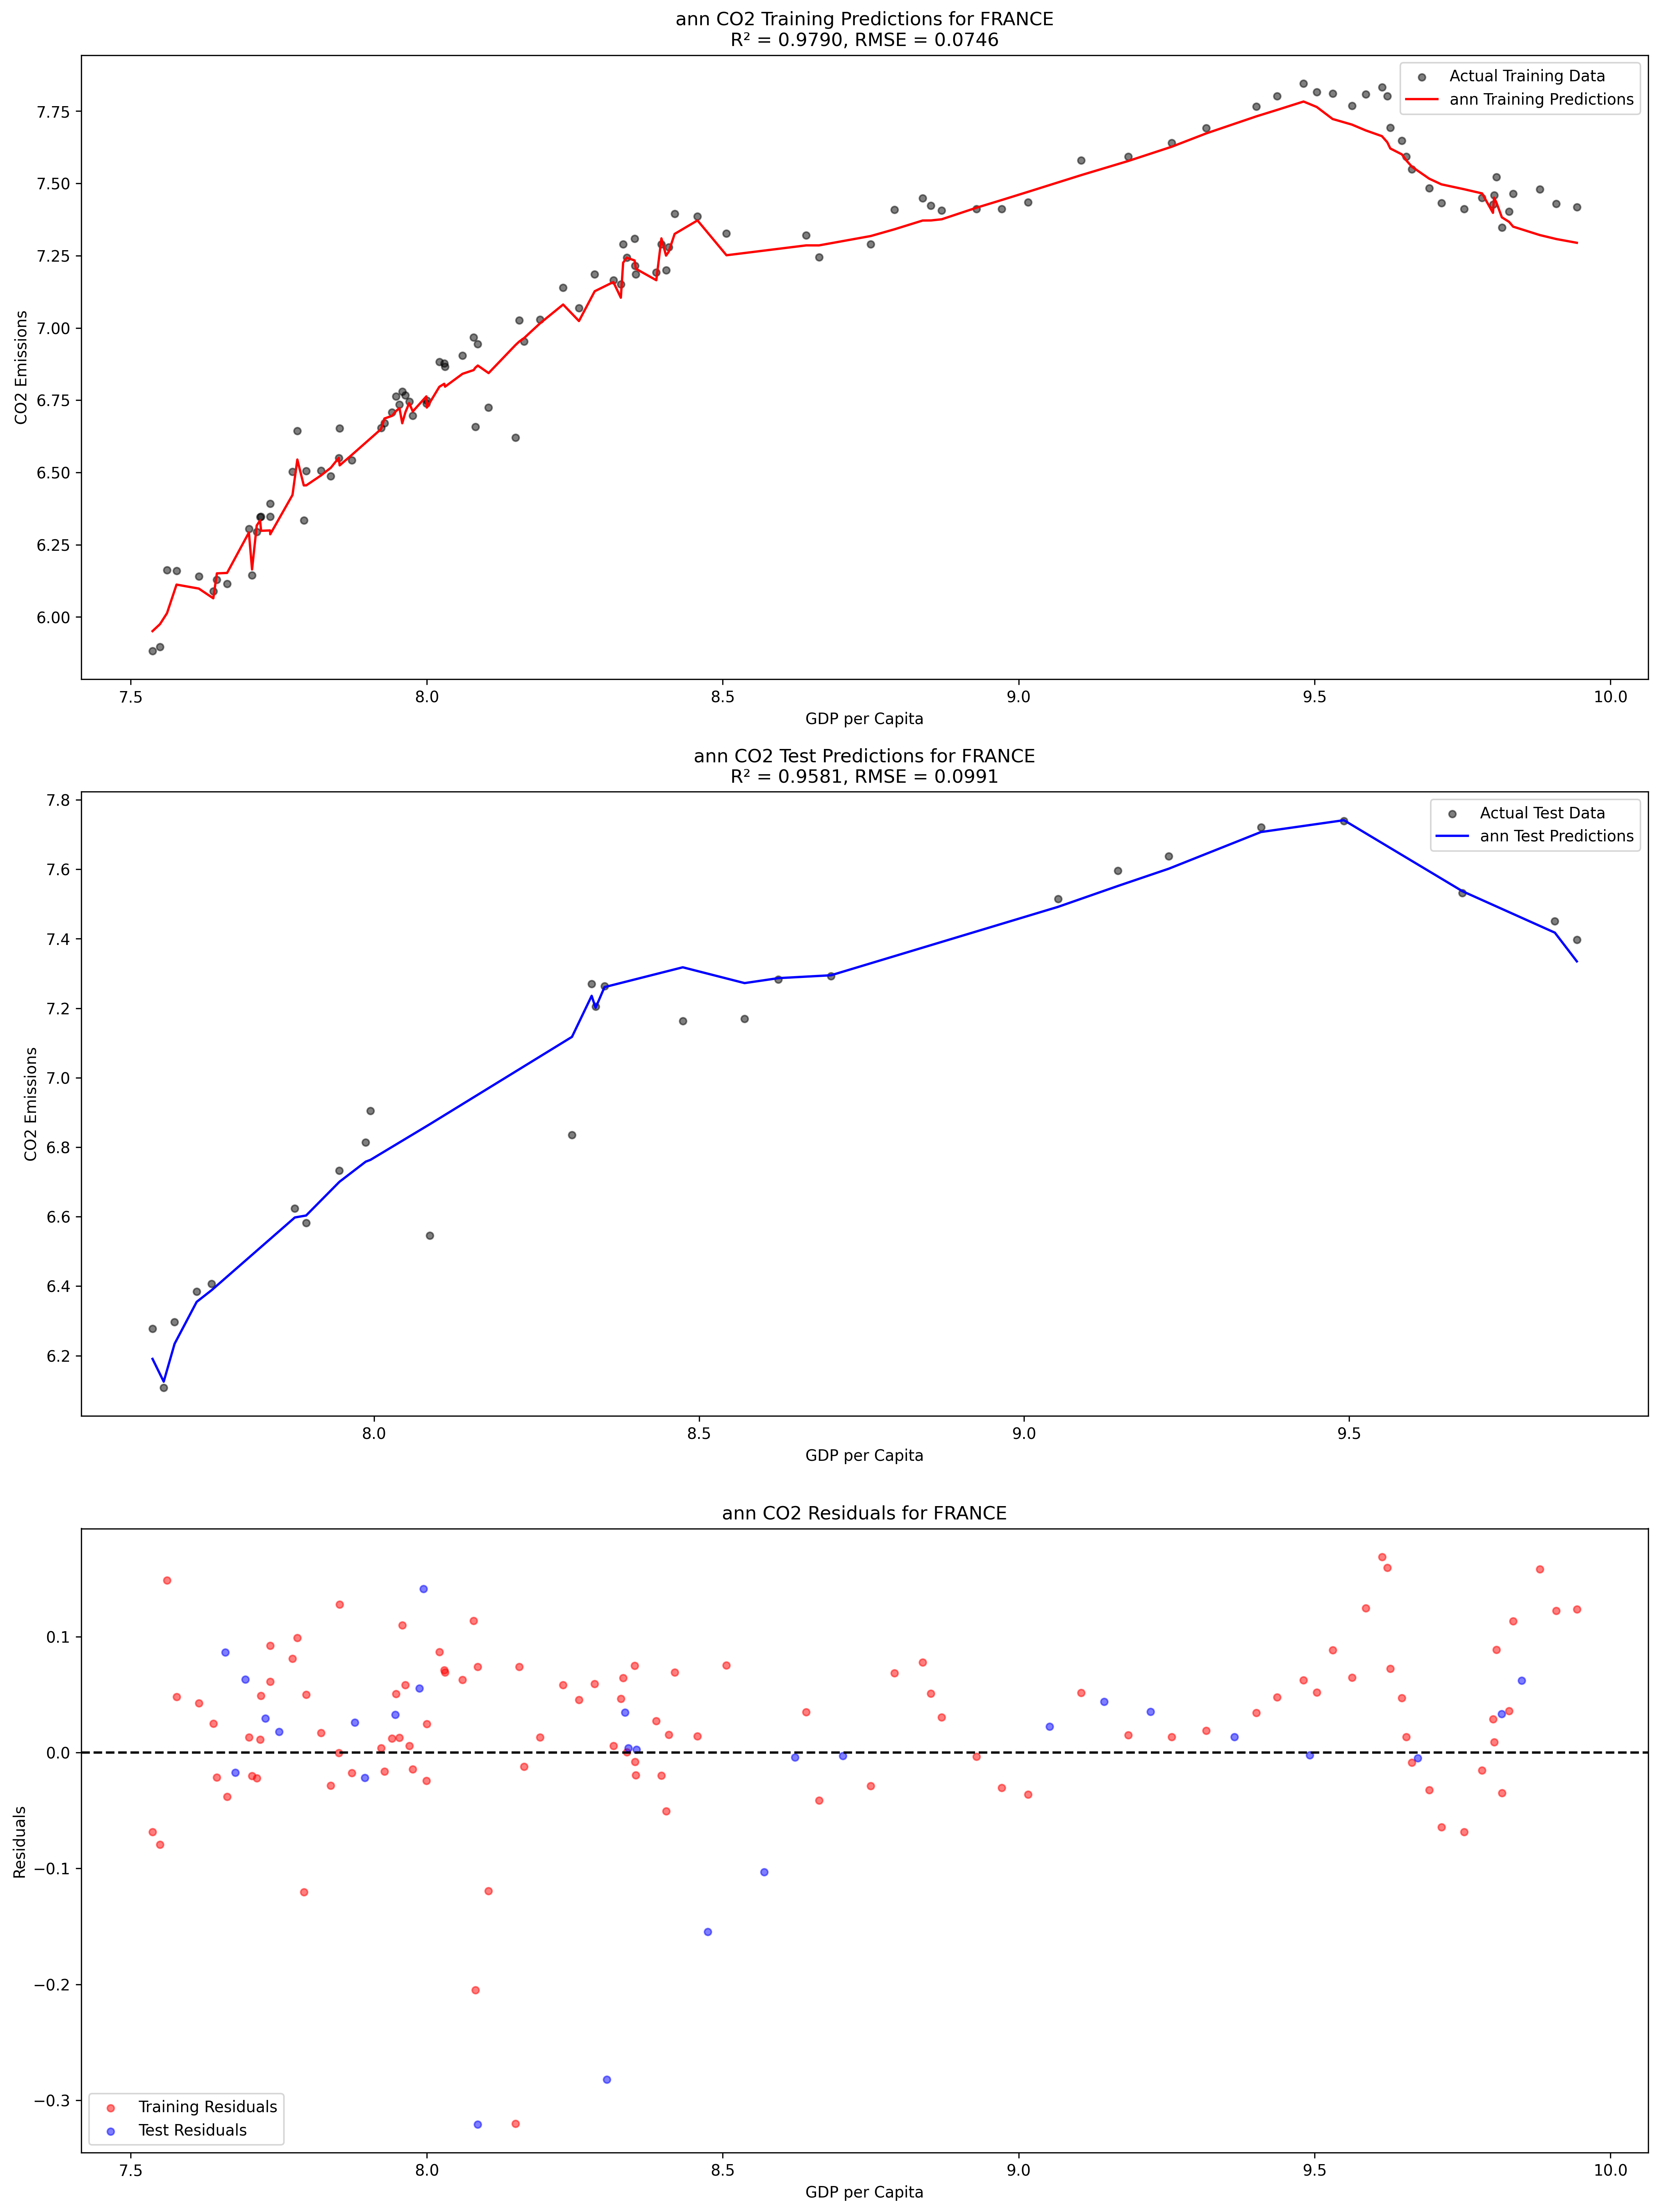 ann CO2 Training Predictions for FRANCE
R² = 0.9790, RMSE = 0.0746
Actual Training Data
ann Training Predictions
CO2 Emissions
7.75
7.50
7.25
7.00
6.75
6.50
6.25
6.00
7.5 8.0 8.5 9.0 9.5 10.0
GDP per Capita
ann CO2 Test Predictions for FRANCE
R² = 0.9581, RMSE = 0.0991
Actual Test Data
ann Test Predictions
CO2 Emissions
7.8
7.6
7.4
7.2
7.0
6.8
6.6
6.4
6.2
8.0 8.5 9.0 9.5
GDP per Capita
ann CO2 Residuals for FRANCE
Residuals
0.1
0.0
−0.1
−0.2
−0.3
Training Residuals
Test Residuals
7.5 8.0 8.5 9.0 9.5 10.0
GDP per Capita